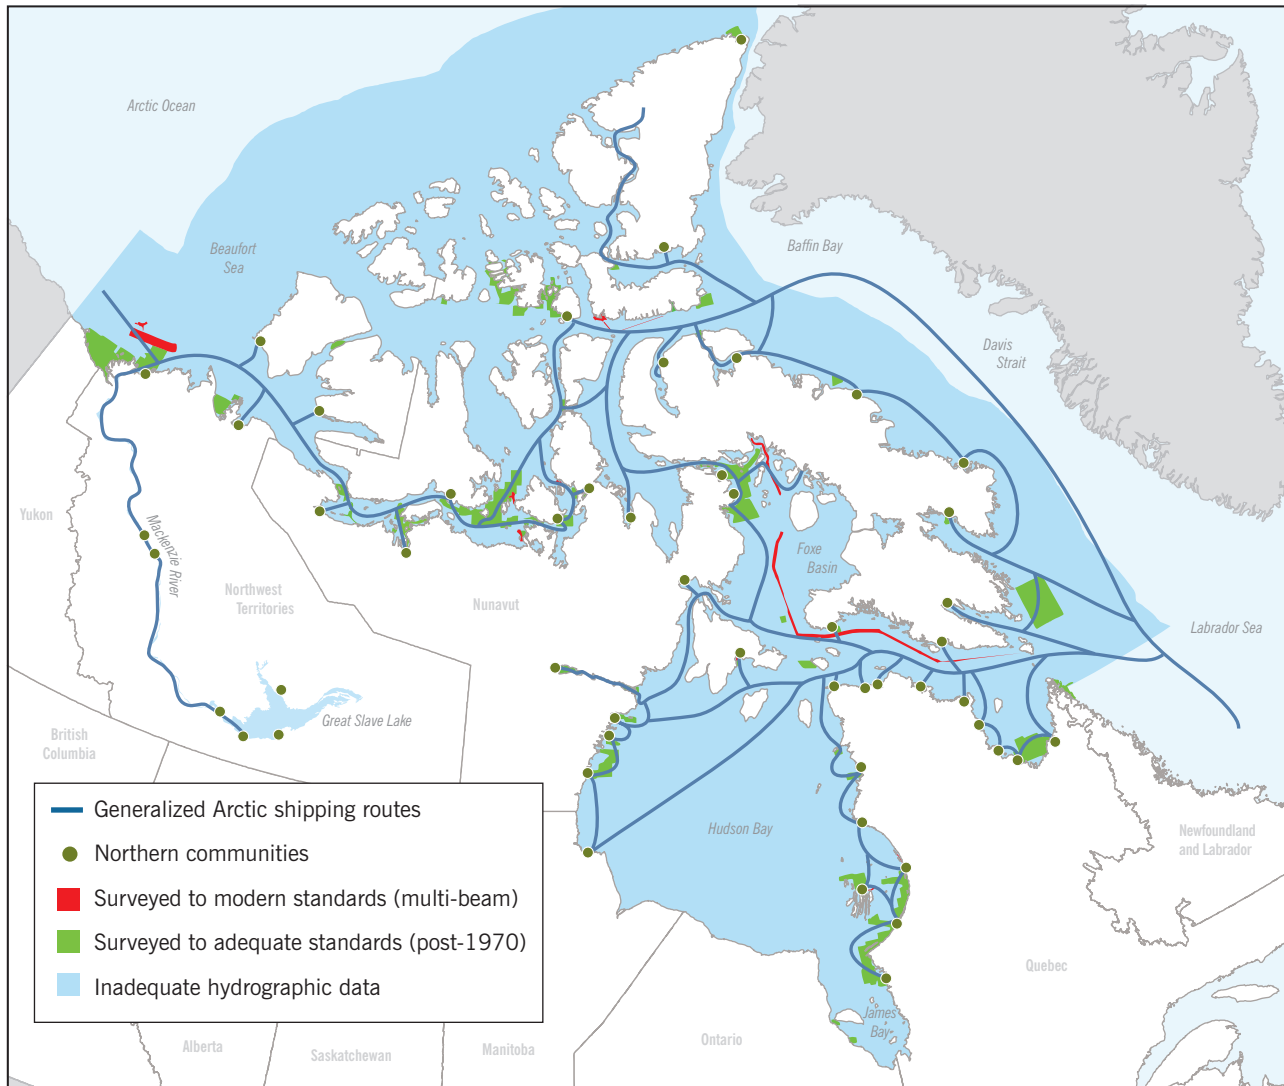 Arctic Ocean
Beaufort
Sea
Baffin Bay
Davis
Strait
Yukon
Mackenzie River
Northwest
Territories
Nunavut
Foxe
Basin
Labrador Sea
Great Slave Lake
British
Columbia
Hudson Bay
Newfoundland
and Labrador
Quebec
James
Bay
Ontario
Manitoba
Saskatchewan
Alberta
Generalized Arctic shipping routes
Northern communities
Surveyed to modern standards (multi-beam)
Surveyed to adequate standards (post-1970)
Inadequate hydrographic data